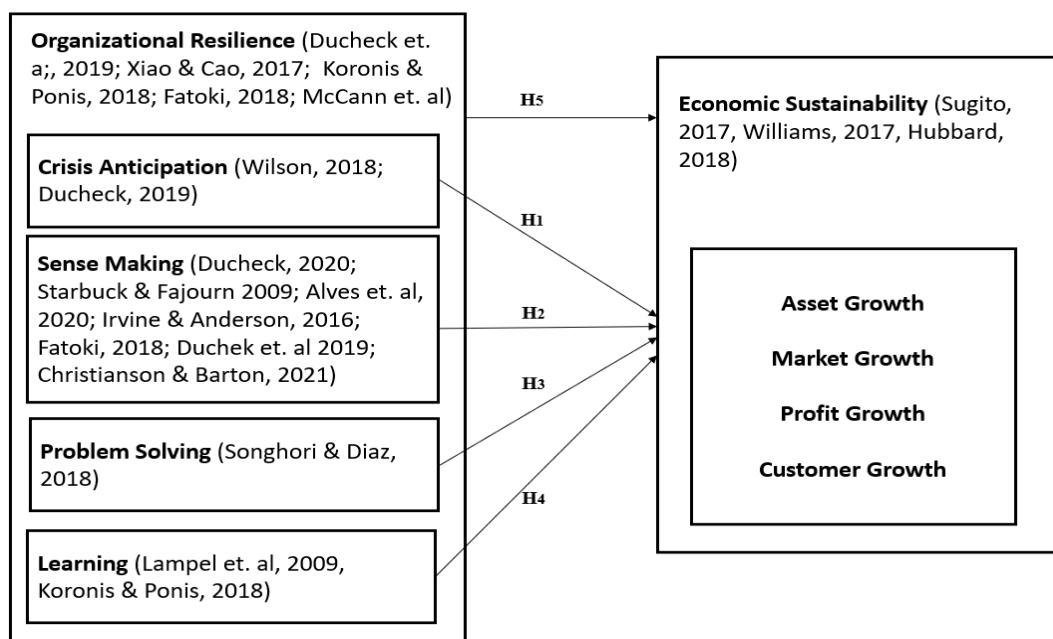 Organizational Resilience (Ducheck et.
a;, 2019; Xiao & Cao, 2017; Koronis &
Ponis, 2018; Fatoki, 2018; McCann et. al)
Crisis Anticipation (Wilson, 2018;
Ducheck, 2019)
Sense Making (Ducheck, 2020;
Starbuck & Fajourn 2009; Alves et. al,
2020; Irvine & Anderson, 2016;
Fatoki, 2018; Duchek et. al 2019;
Christianson & Barton, 2021)
Problem Solving (Songhori & Diaz,
2018)
Learning (Lampel et. al, 2009,
Koronis & Ponis, 2018)
H5
H1
H2
H3
H4
Economic Sustainability (Sugito,
2017, Williams, 2017, Hubbard,
2018)
Asset Growth
Market Growth
Profit Growth
Customer Growth